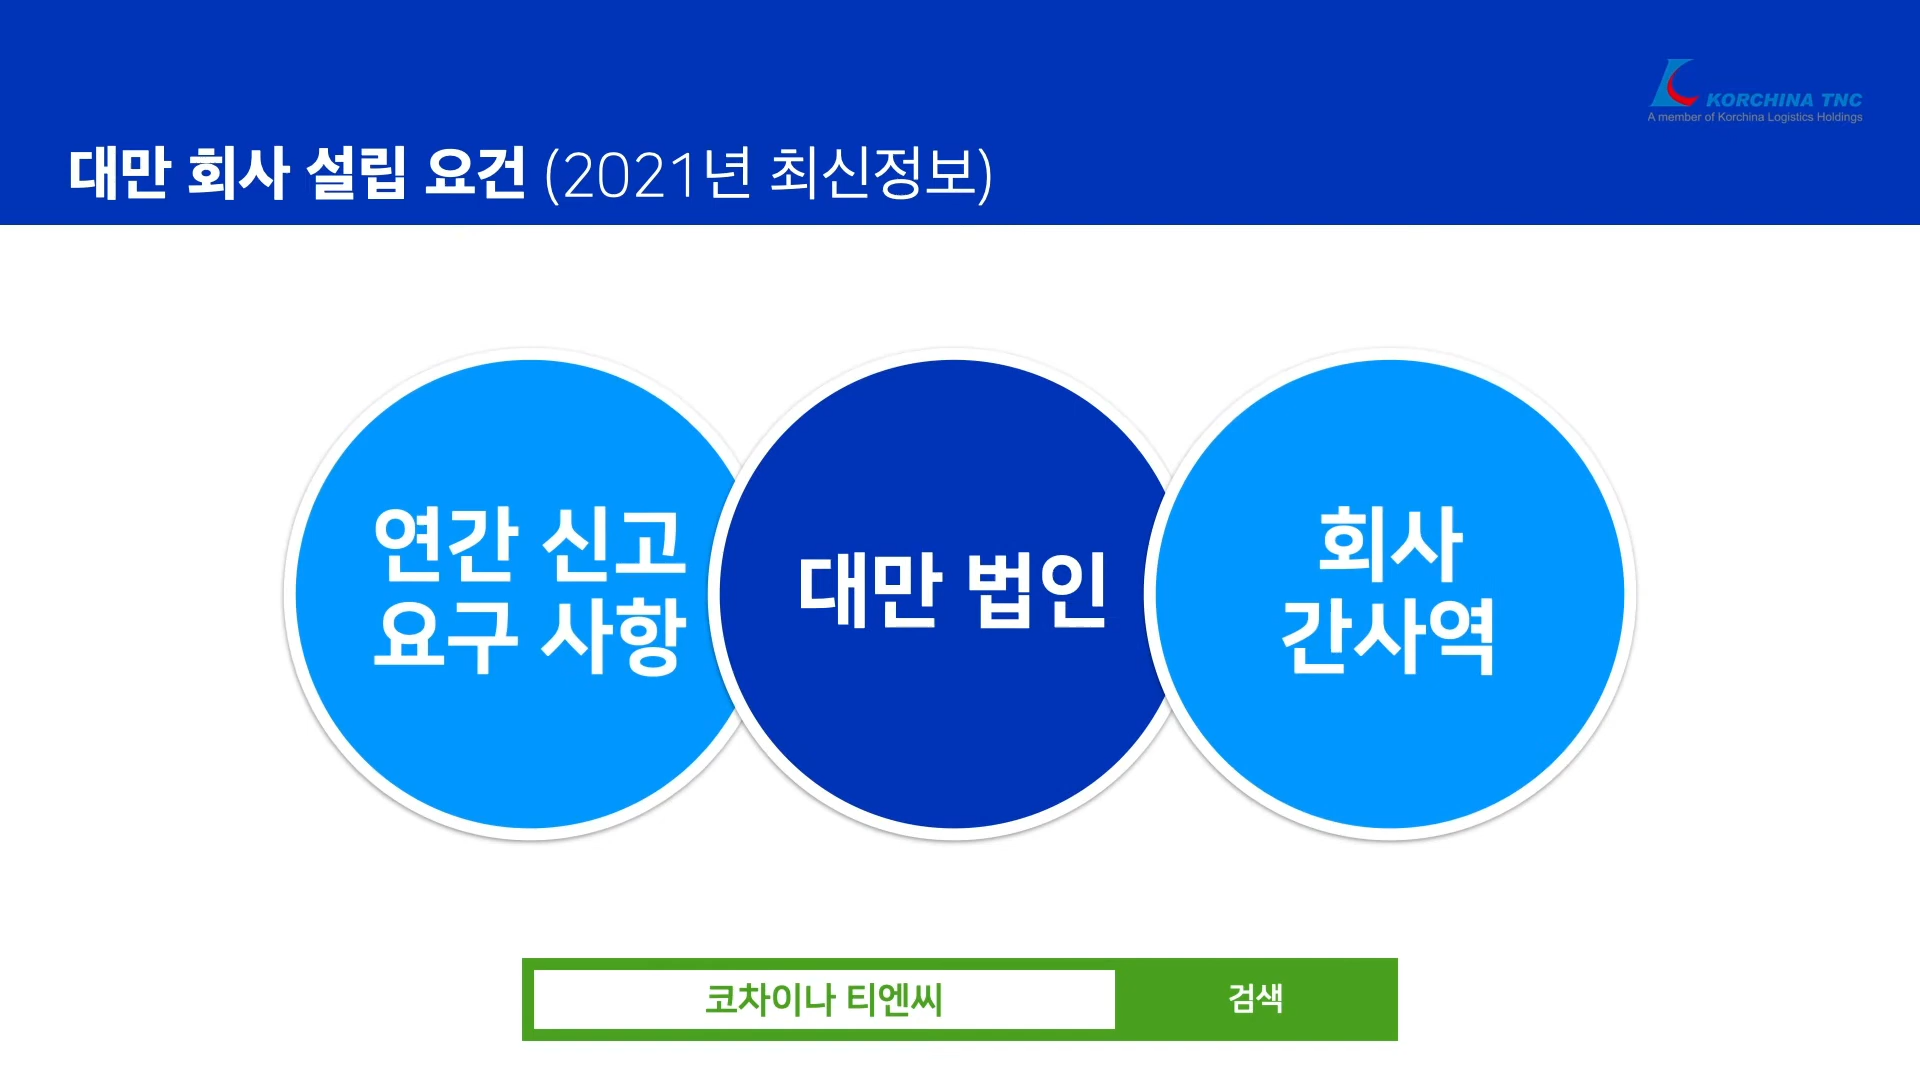 KORCHINA TNC
A member of Korchina Logistics Holdings
대만 회사 설립 요건 (2021년 최신정보)
연간 신고
요구 사항
대만 법인
회사
간사역
코차이나 티엔씨
검색